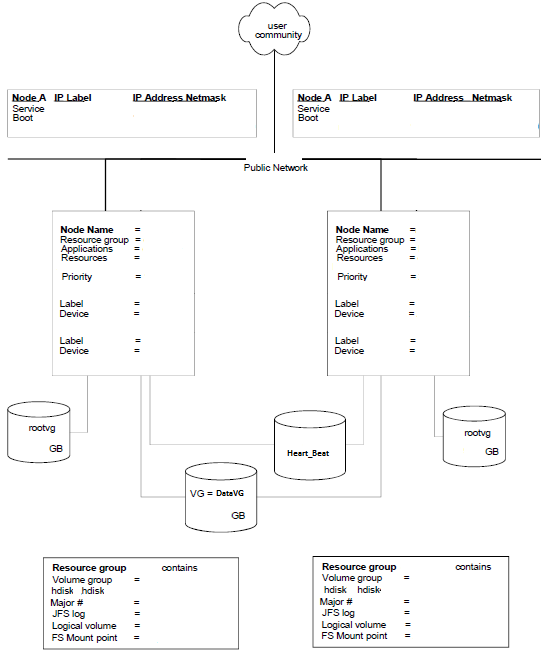 user
community
Node A IP Label IP Address Netmask
Service
Boot
Node A IP Label IP Address Netmask
Service
Boot
Public Network
Node Name =
Resource group =
Applications =
Resources =
Priority =
Label =
Device =
Label =
Device =
Node Name =
Resource group =
Applications =
Resources =
Priority =
Label =
Device =
Label =
Device =
rootvg
GB
Heart_Beat
rootvg
GB
VG = DataVG
GB
Resource group contains
Volume group =
hdisk hdisk
Major # =
JFS log =
Logical volume =
FS Mount point =
Resource group contains
Volume group =
hdisk hdisk
Major # =
JFS log =
Logical volume =
FS Mount point =